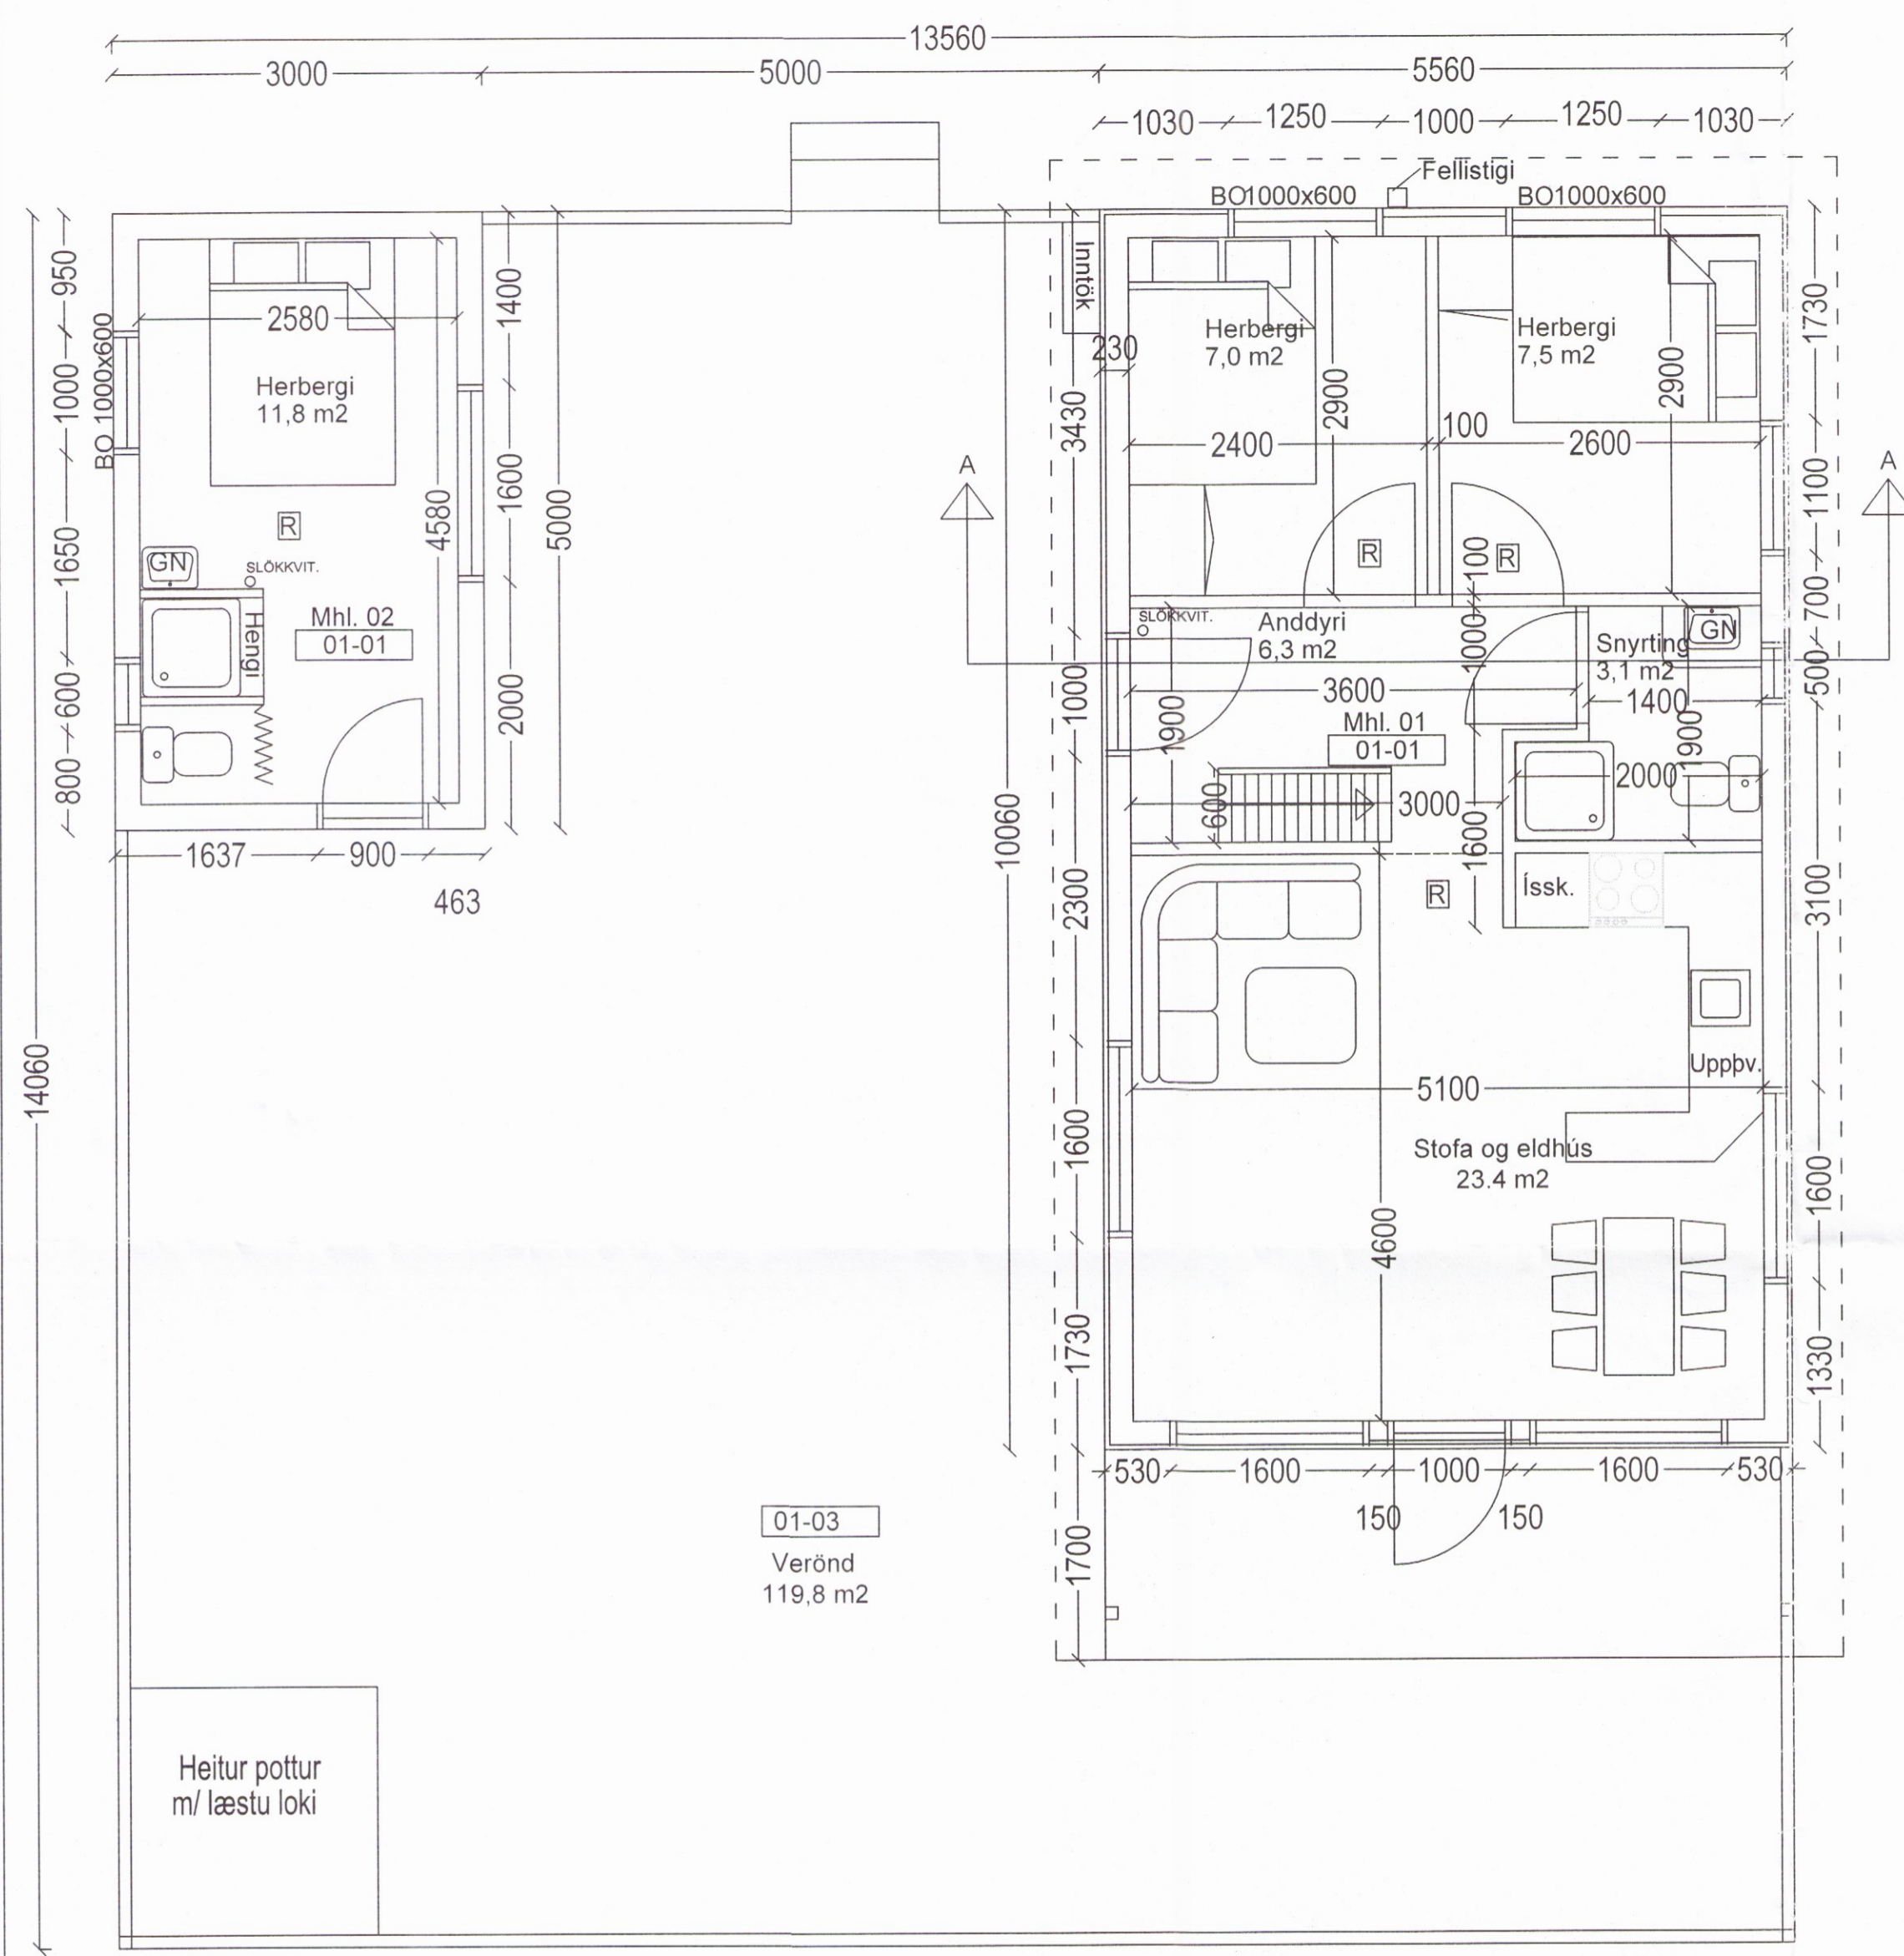 13560
3000
5000
5560
1030
1250
1000
1250
1030
Fellistigi
BO1000x600
BO1000x600
950
1000
1650
600
800
BO 1000x600
14060
2580
Herbergi
11,8 m2
R
GN
SLÖKKVIT.
Hengi
Mhl. 02
01-01
4580
1400
1600
2000
5000
1637
900
463
Inntök
230
3430
1000
2300
1600
1730
1700
10060
A
A
Herbergi
7,0 m2
2900
2400
100
Herbergi
7,5 m2
2900
2600
R
R
100
1730
1100
700
500
3100
1600
1330
SLÖKKVIT.
Anddyri
6,3 m2
1000
Snyrting
3,1 m2
GN
3600
1400
1900
1900
Mhl. 01
01-01
2000
600
3000
1600
R
Íssk.
Uppþv.
5100
Stofa og eldhús
23.4 m2
4600
530
1600
1000
1600
530
150
150
01-03
Verönd
119,8 m2
Heitur pottur
m/ læstu loki